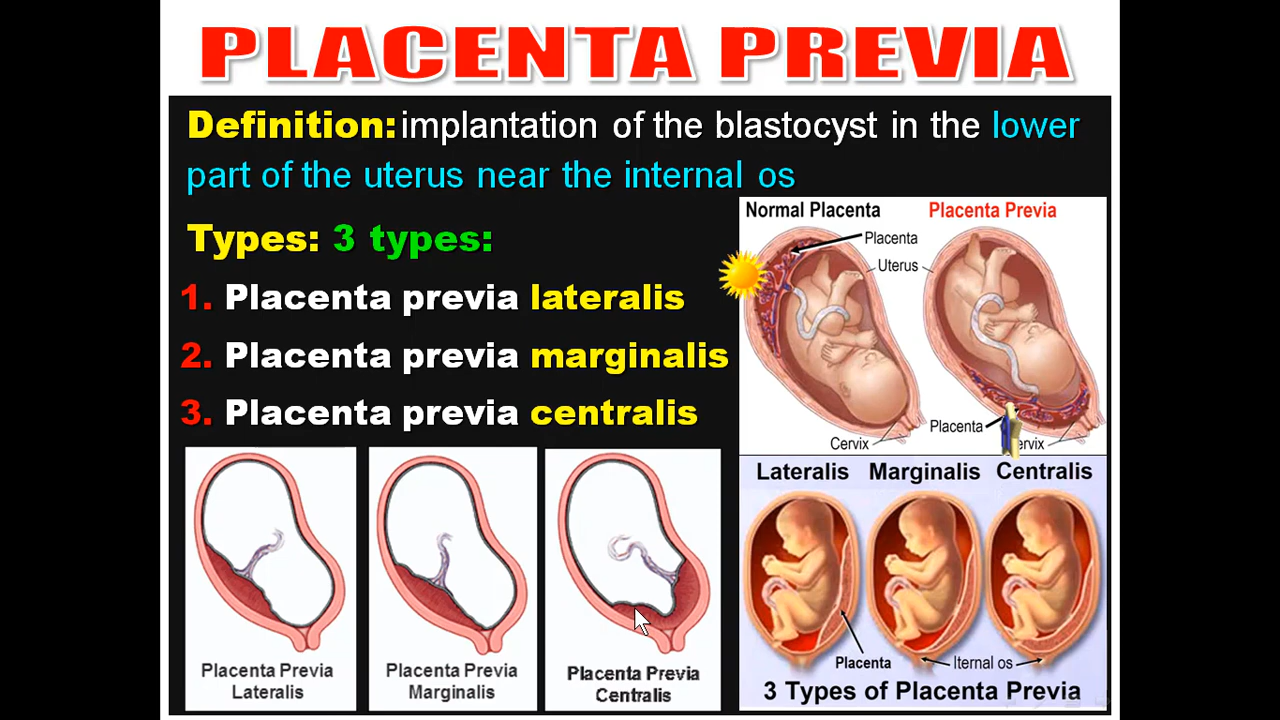 PLACENTA PREVIA
Definition: implantation of the blastocyst in the lower
part of the uterus near the internal os
Types: 3 types:
1. Placenta previa lateralis
2. Placenta previa marginalis
3. Placenta previa centralis
Normal Placenta
Placenta Previa
Placenta
Uterus
Placenta
Cervix
ervix
Lateralis Marginalis Centralis
Placenta
Iternal os
3 Types of Placenta Previa
Placenta Previa
Lateralis
Placenta Previa
Marginalis
Placenta Previa
Centralis